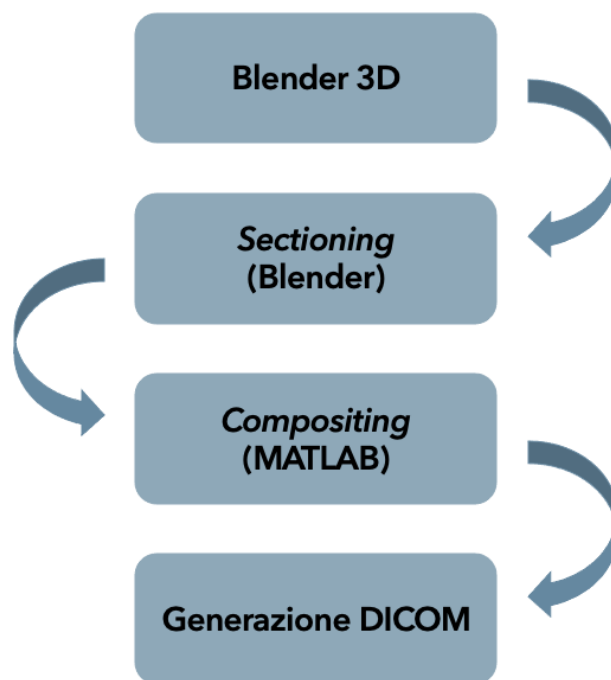 Blender 3D
Sectioning
(Blender)
Compositing
(MATLAB)
Generazione DICOM